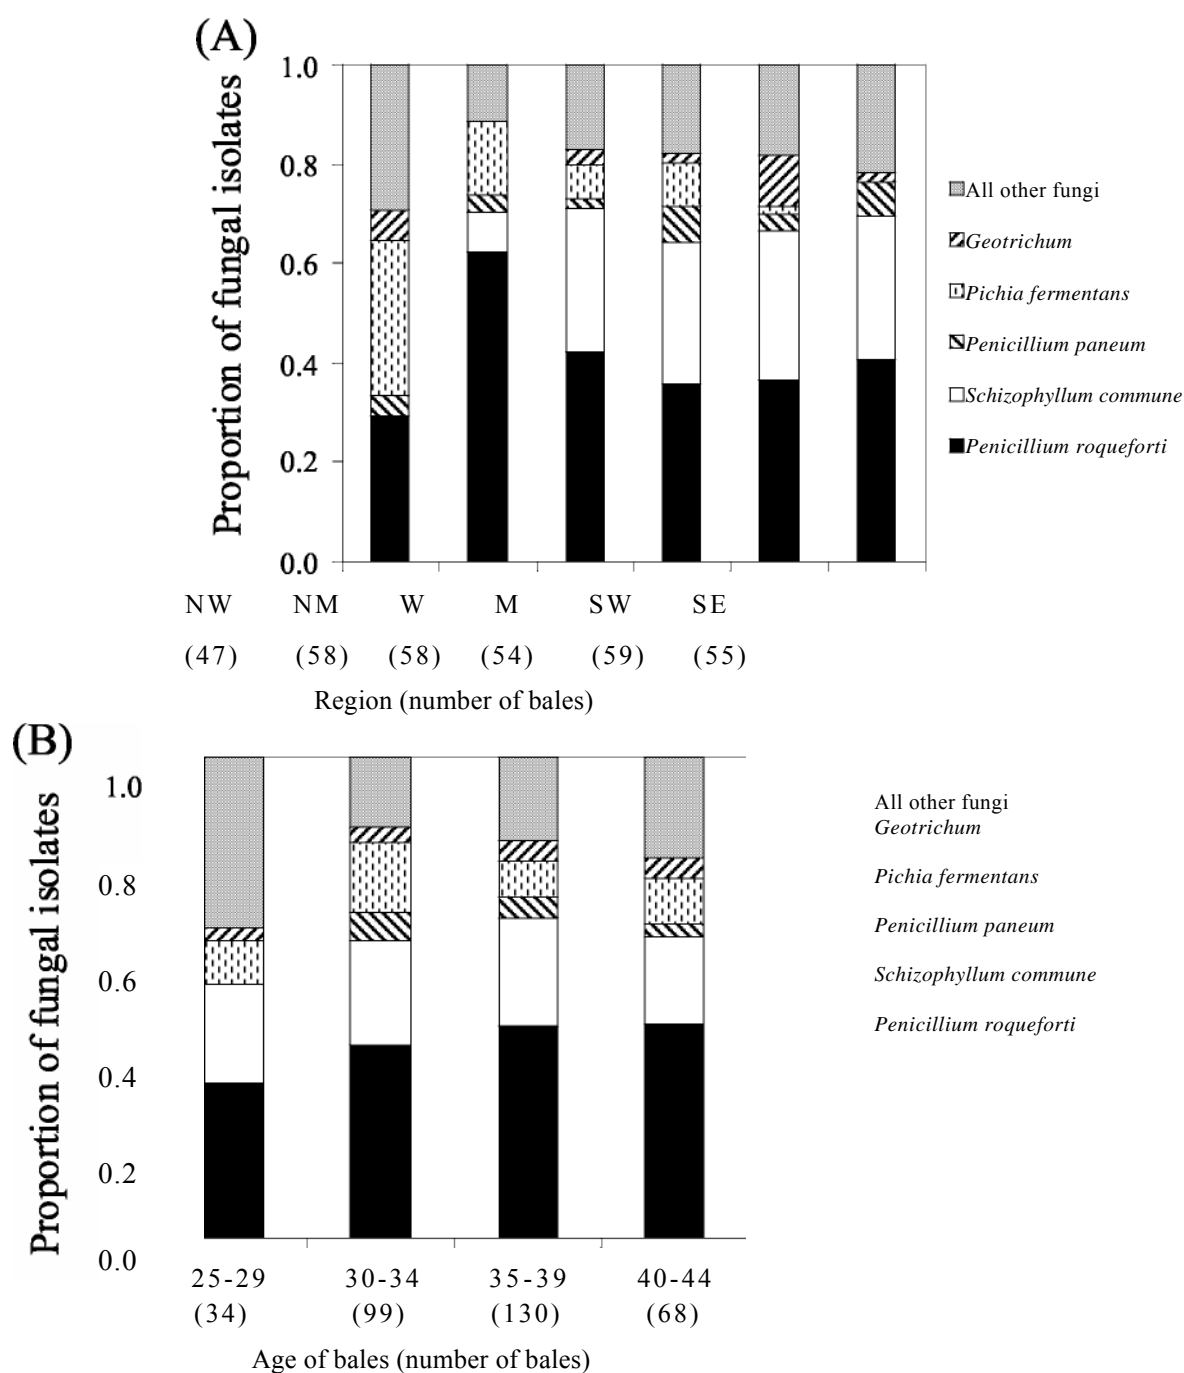 (A)
Proportion of fungal isolates
1.0
0.8
0.6
0.4
0.2
0.0
All other fungi
Geotrichum
Pichia fermentans
Penicillium paneum
Schizophyllum commune
Penicillium roqueforti
NW NM W M SW SE
(47) (58) (58) (54) (59) (55)
Region (number of bales)
(B)
Proportion of fungal isolates
1.0
0.8
0.6
0.4
0.2
0.0
All other fungi
Geotrichum
Pichia fermentans
Penicillium paneum
Schizophyllum commune
Penicillium roqueforti
25-29 30-34 35-39 40-44
(34) (99) (130) (68)
Age of bales (number of bales)